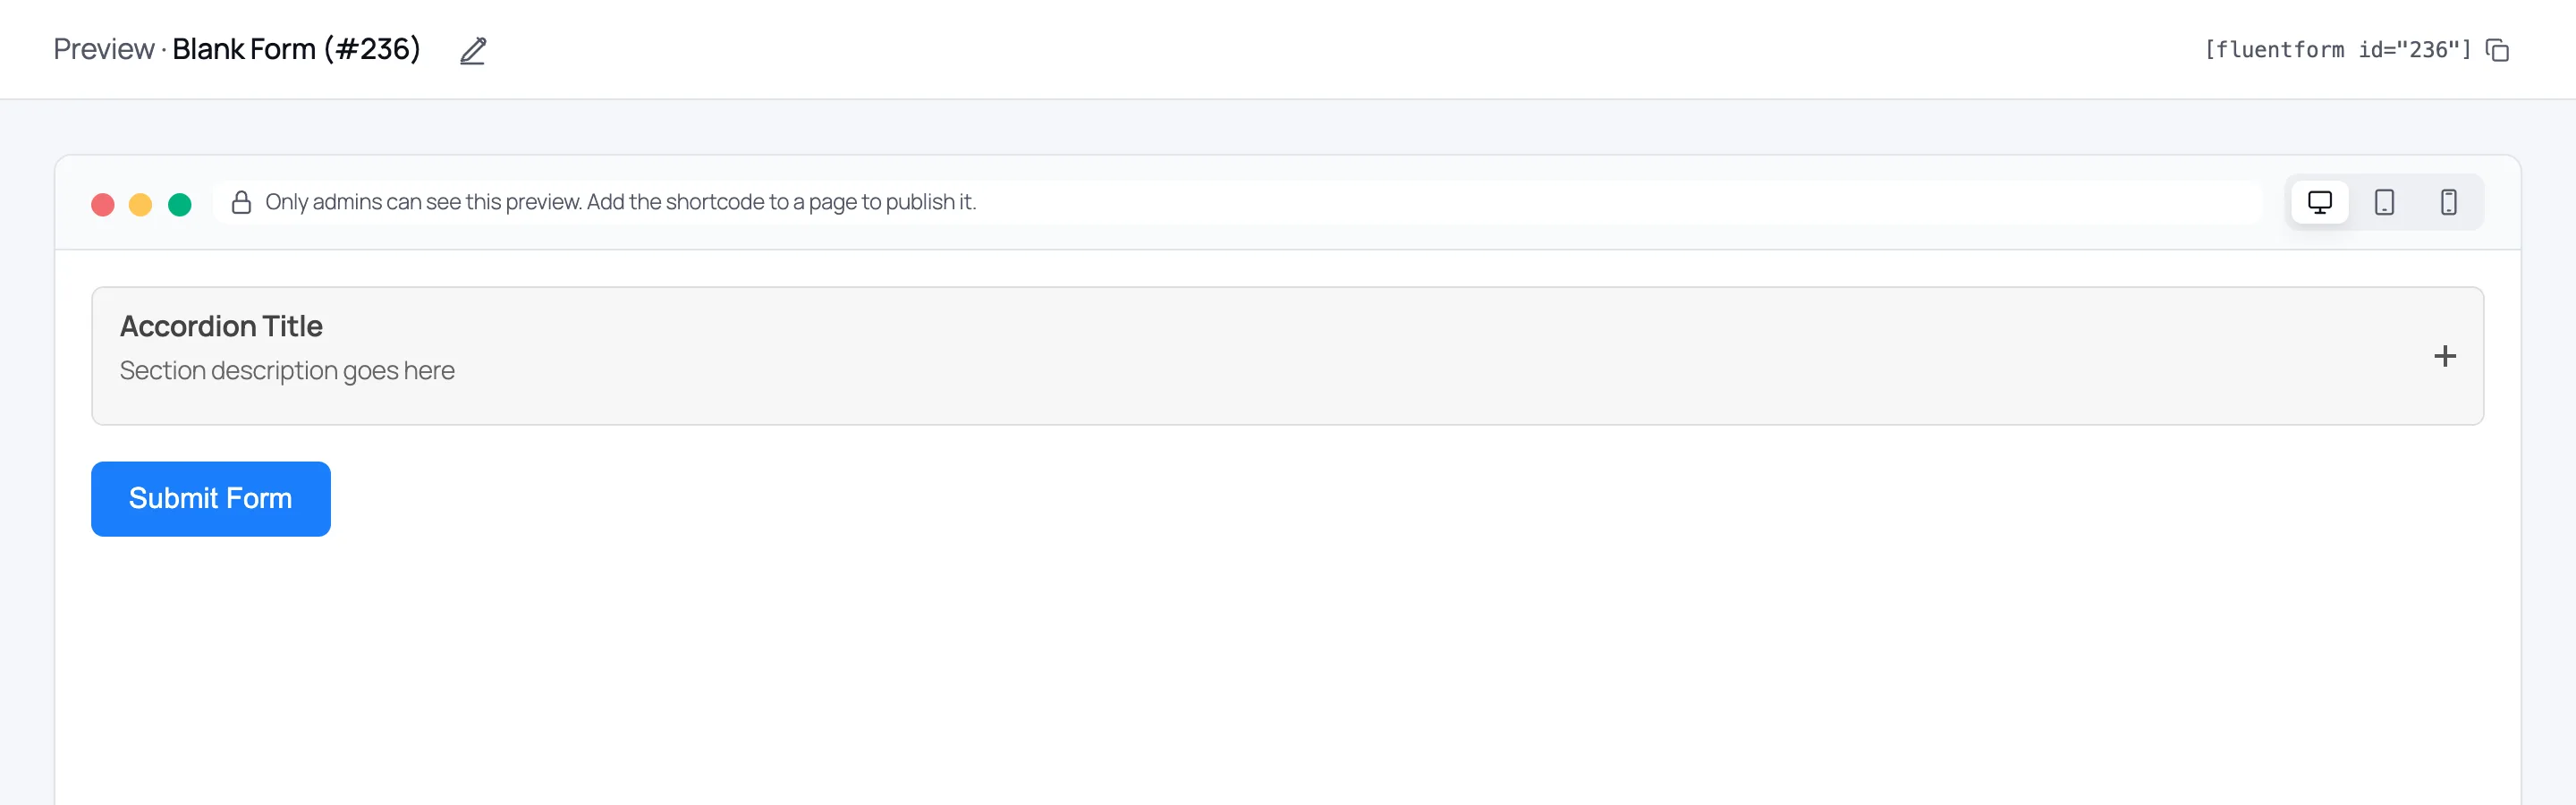 Preview · Blank Form (#236)
[fluentform id="236"]
Only admins can see this preview. Add the shortcode to a page to publish it.
Accordion Title
Section description goes here
Submit Form